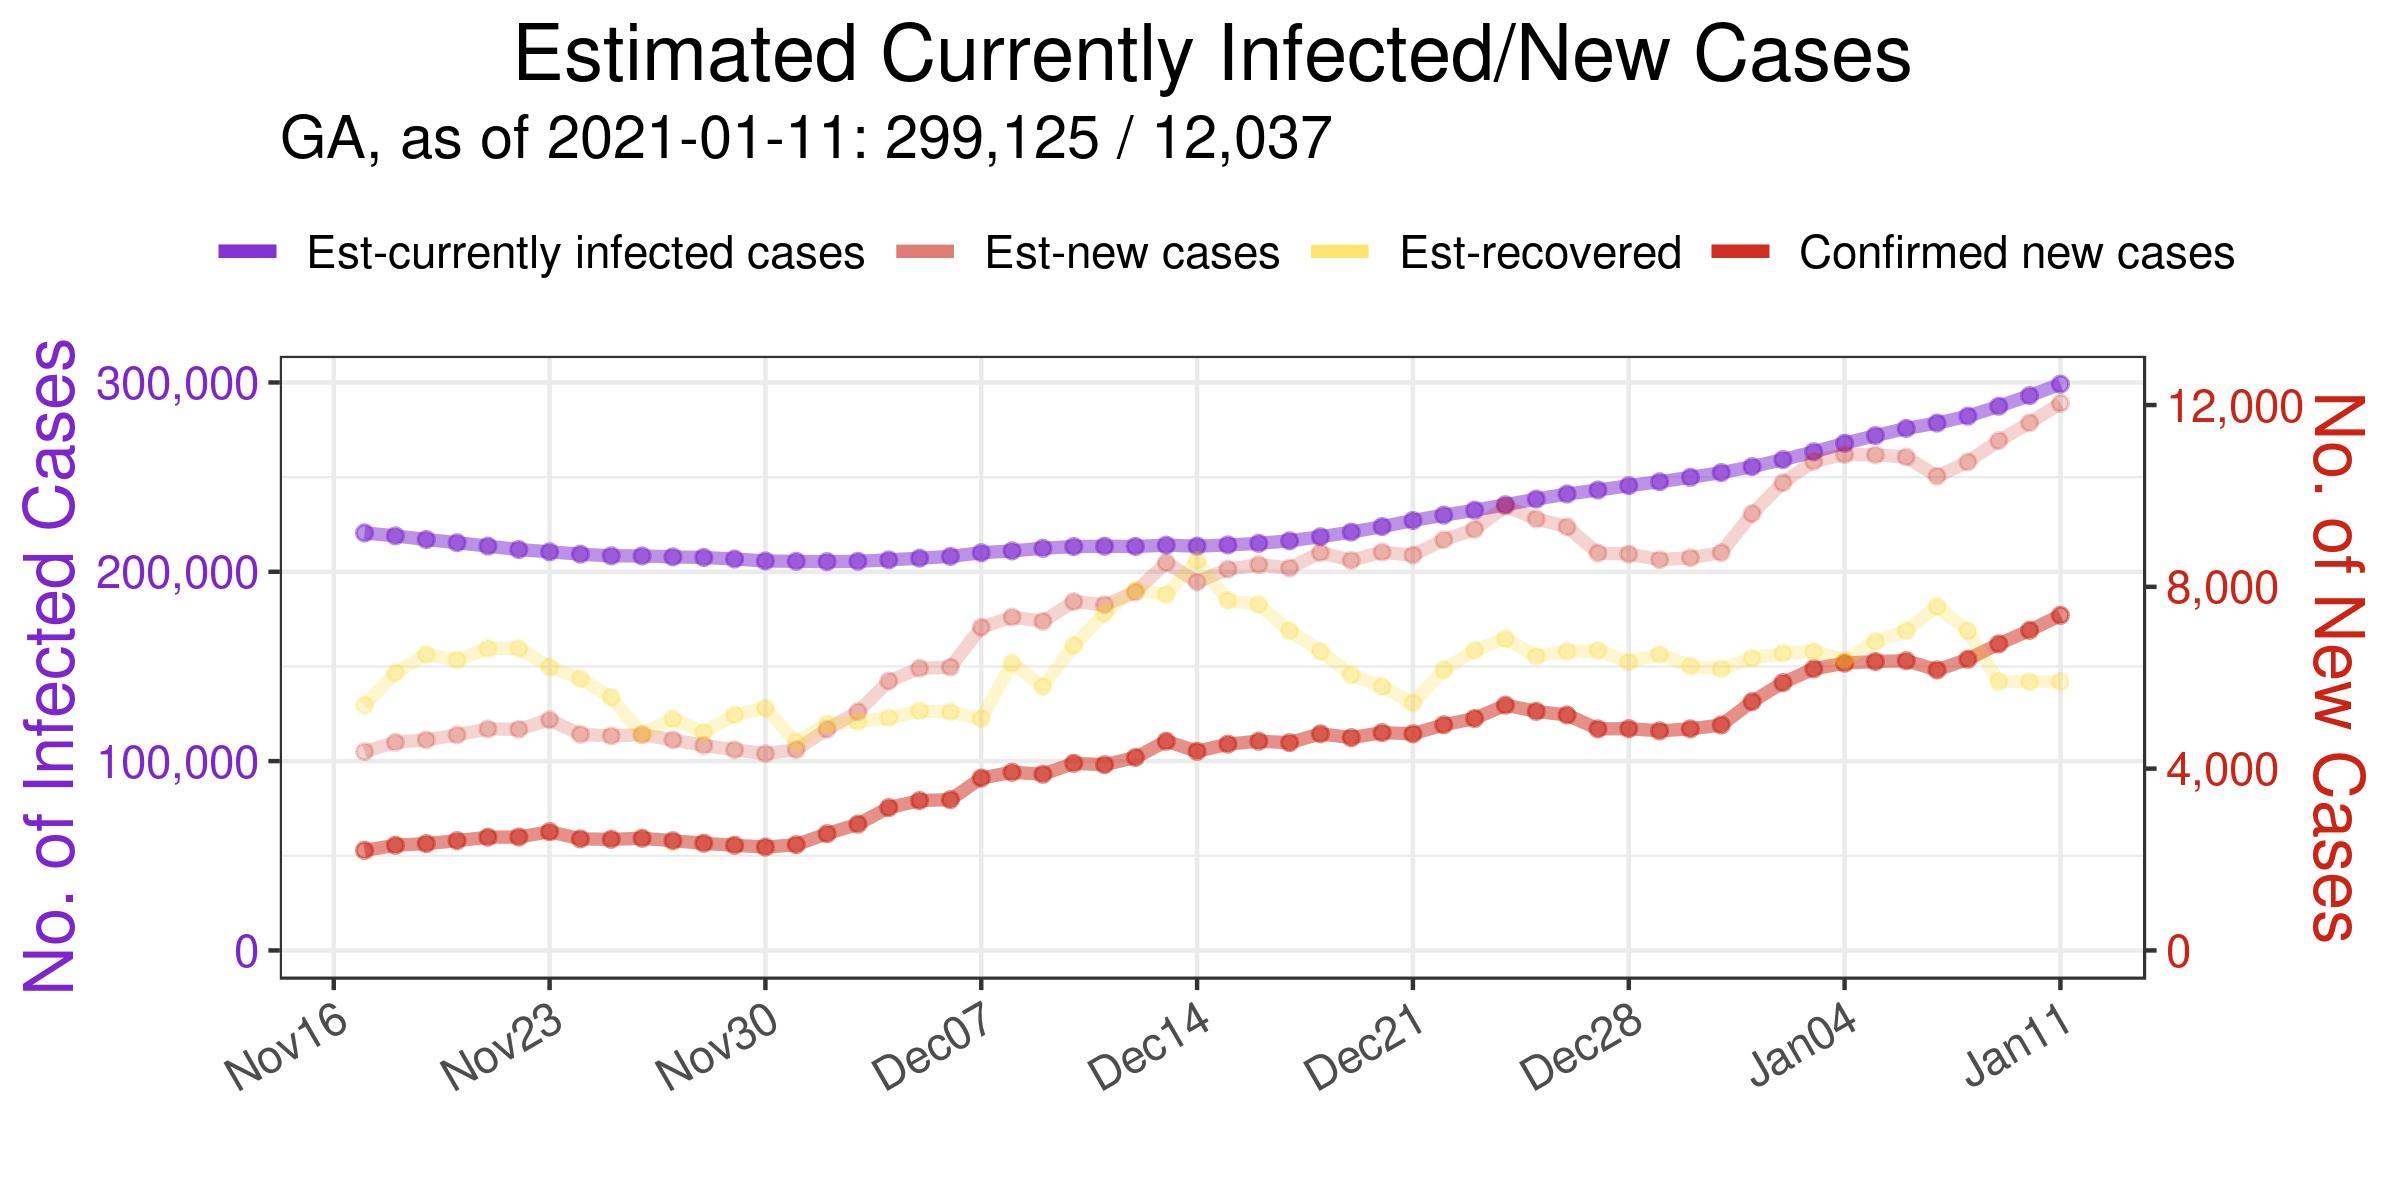 Estimated Currently Infected/New Cases
GA, as of 2021-01-11: 299,125 / 12,037
Est-currently infected cases Est-new cases Est-recovered Confirmed new cases
No. of Infected Cases
300,000
200,000
100,000
0
12,000
8,000
4,000
0
No. of New Cases
Nov16 Nov23 Nov30 Dec07 Dec14 Dec21 Dec28 Jan04 Jan11